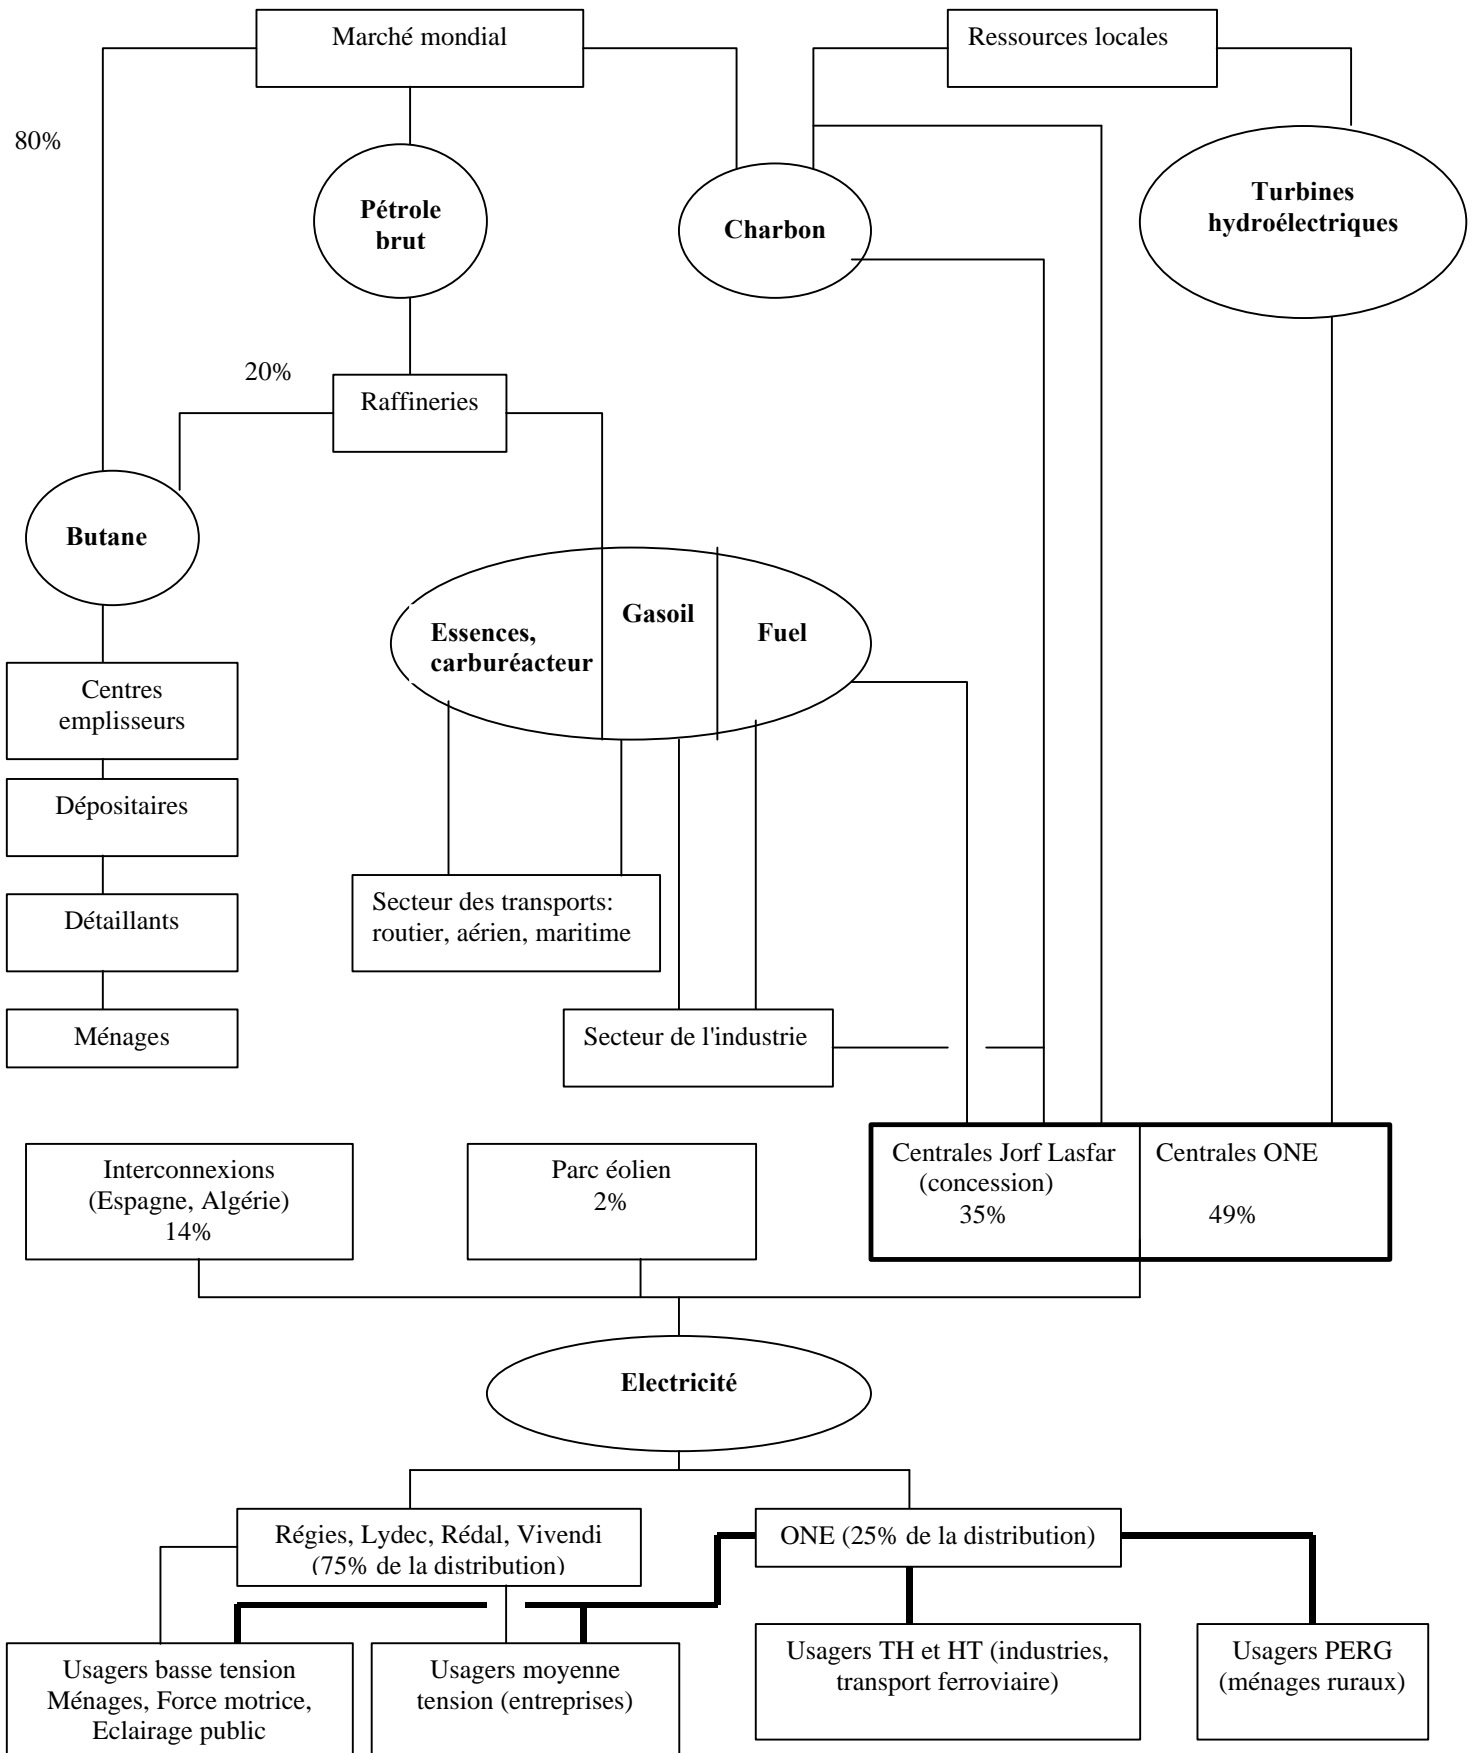 Marché mondial
Ressources locales
80%
Pétrole
brut
Charbon
Turbines
hydroélectriques
20%
Raffineries
Butane
Essences,
carburéacteur
Gasoil
Fuel
Centres
emplisseurs
Dépositaires
Détaillants
Ménages
Secteur des transports:
routier, aérien, maritime
Secteur de l'industrie
Interconnexions
(Espagne, Algérie)
14%
Parc éolien
2%
Centrales Jorf Lasfar
(concession)
35%
Centrales ONE
49%
Electricité
Régies, Lydec, Rédal, Vivendi
(75% de la distribution)
ONE (25% de la distribution)
Usagers basse tension
Ménages, Force motrice,
Eclairage public
Usagers moyenne
tension (entreprises)
Usagers TH et HT (industries,
transport ferroviaire)
Usagers PERG
(ménages ruraux)